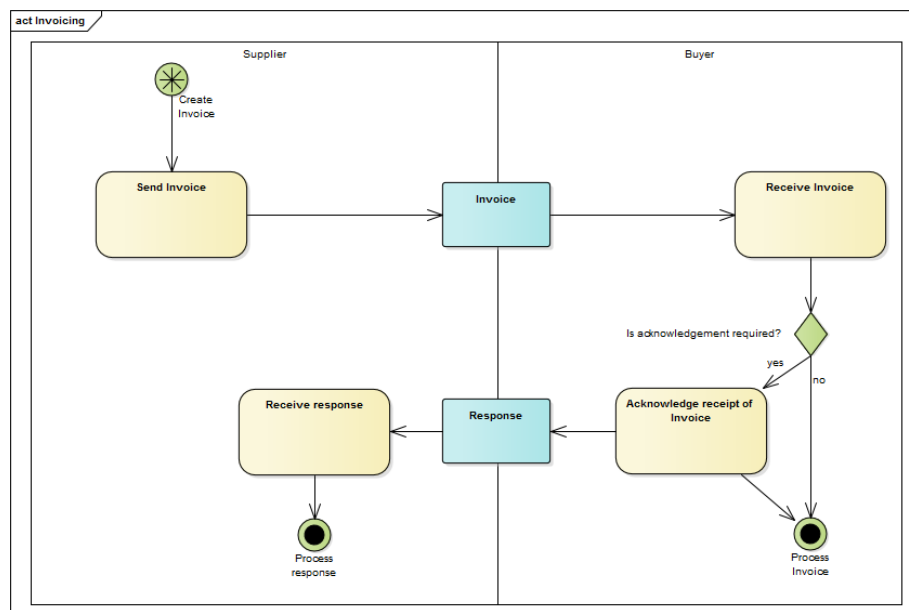 act Invoicing
Supplier
Buyer
Create
Invoice
Send Invoice
Invoice
Receive Invoice
Is acknowledgement required?
yes
no
Receive response
Response
Acknowledge receipt of
Invoice
Process
response
Process
Invoice